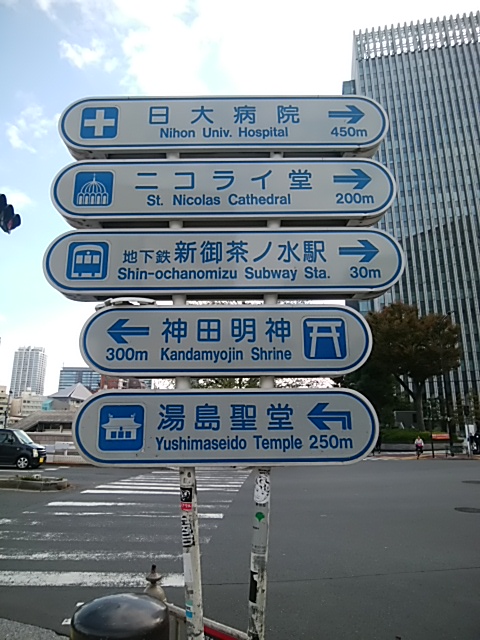 日大病院
Nihon Univ. Hospital 450m
ニコライ堂
St. Nicolas Cathedral 200m
地下鉄新御茶ノ水駅
Shin-ochanomizu Subway Sta. 30m
神田明神
300m Kandamyojin Shrine
湯島聖堂
Yushimaseido Temple 250m